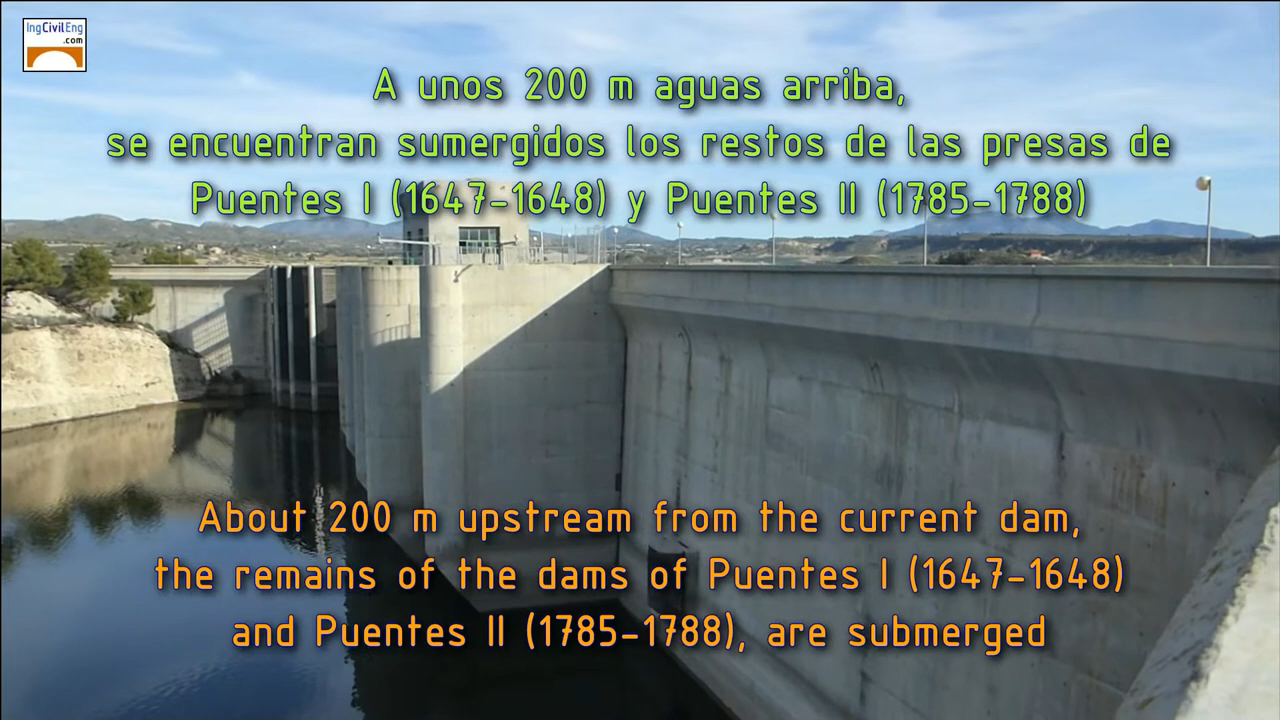 IngCivilEng
.com
A unos 200 m aguas arriba,
se encuentran sumergidos los restos de las presas de
Puentes I (1647-1648) y Puentes II (1785-1788)
About 200 m upstream from the current dam,
the remains of the dams of Puentes I (1647-1648)
and Puentes II (1785-1788), are submerged